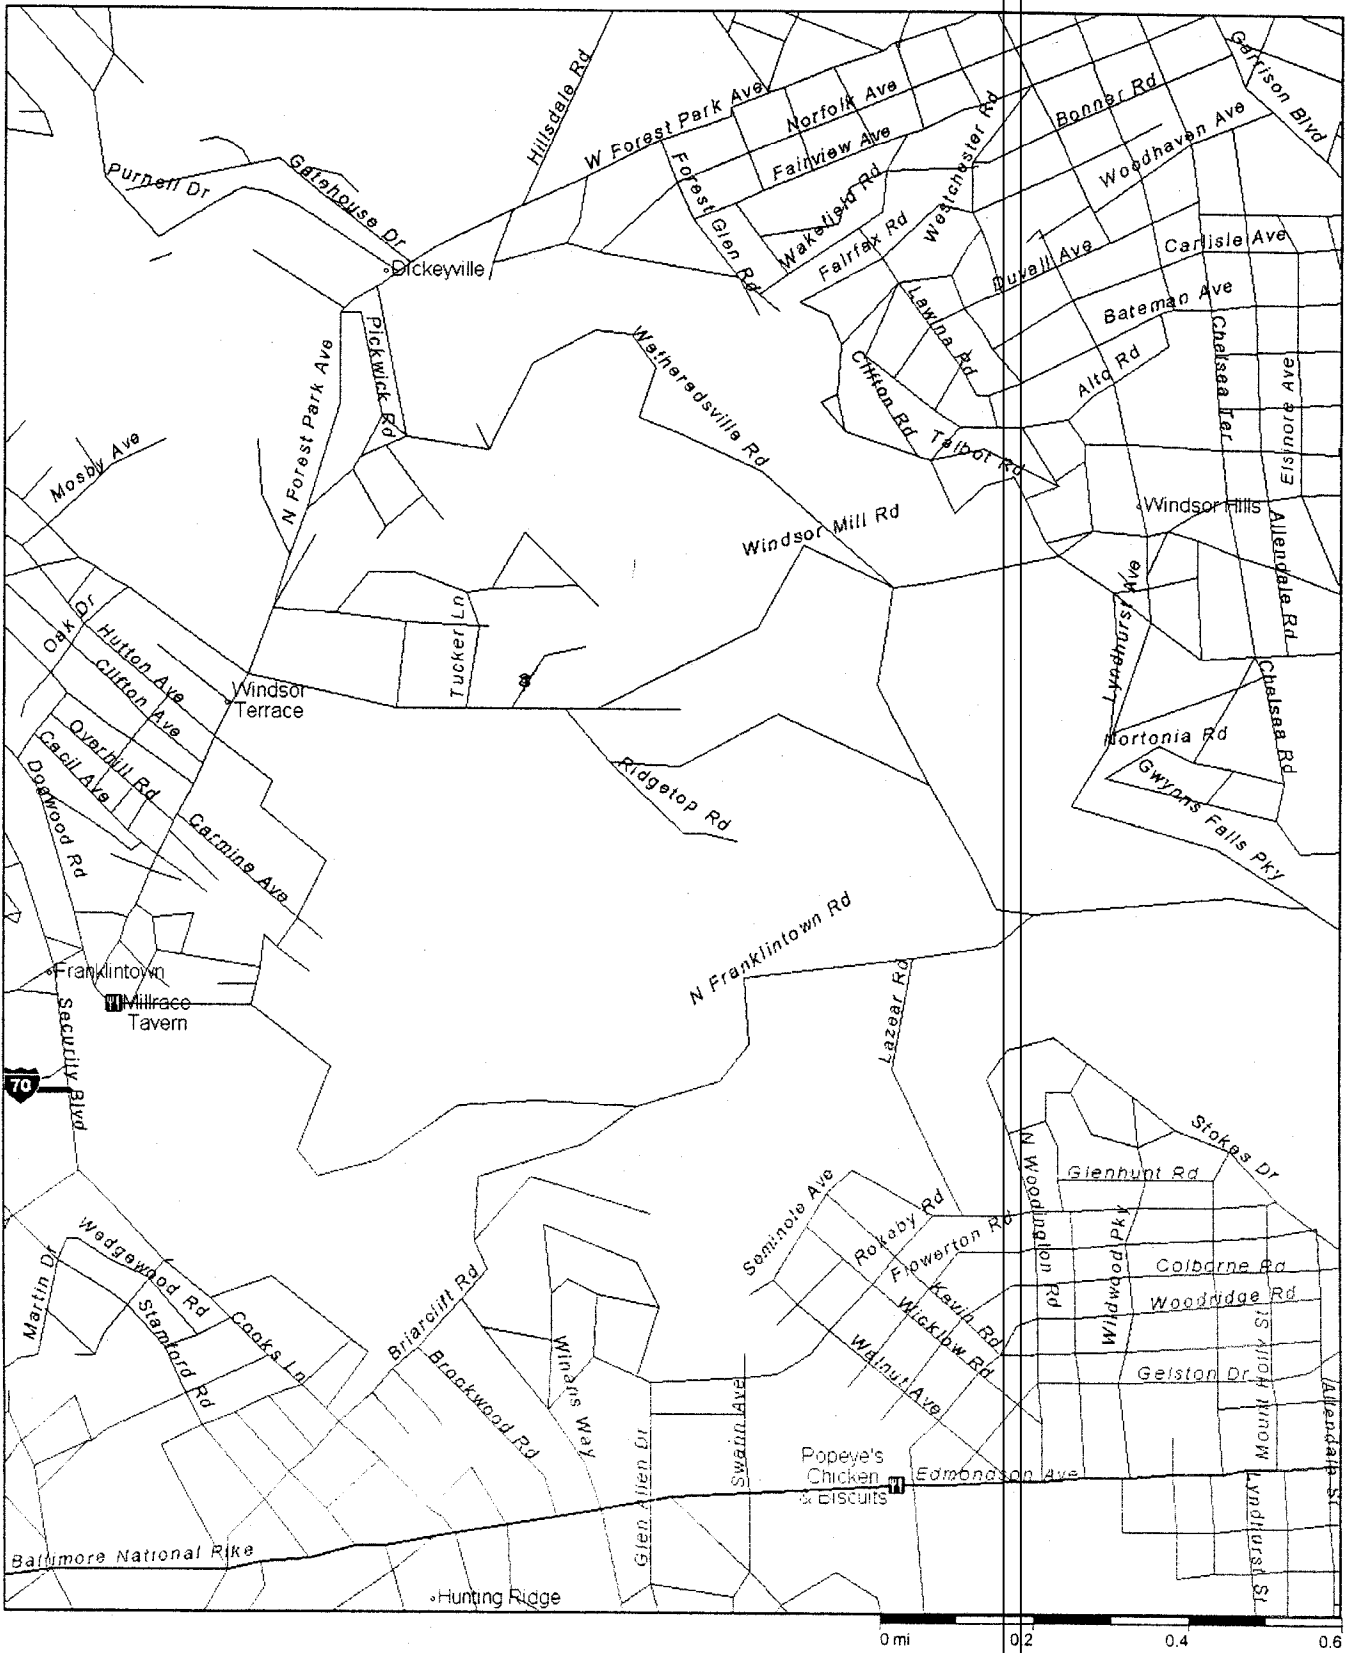 Garrison Blvd
Hillsdale Rd
W Forest Park Ave
Norfolk Ave
Bonner Rd
Fairview Ave
Westchester Rd
Woodhaven Ave
Purnell Dr
Gatehouse Dr
Forest Glen Rd
Wakefield Rd
Fairfax Rd
Carlisle Ave
Duvall Ave
Dickeyville
Lawina Rd
Bateman Ave
Pickwick Rd
N Forest Park Ave
Wetheredsville Rd
Clifton Rd
Alto Rd
Chelsea Ter
Elsinore Ave
Mosby Ave
Talbot Rd
Windsor Mill Rd
Windsor Hills
Allendale Rd
Oak Dr
Hutton Ave
Clifton Ave
Tucker Ln
Lyndhurst Ave
Windsor
Terrace
Chelsea Rd
Overhill Rd
Cecil Ave
Nortonia Rd
Dogwood Rd
Ridgetop Rd
Gwynns Falls Pky
Carmine Ave
N Franklintown Rd
Franklintown
Lazear Rd
Millrace
Tavern
Security Blvd
70
Stokes Dr
N Woodington Rd
Glenhunt Rd
Seminole Ave
Rokeby Rd
Flowerton Rd
Wildwood Pky
Wedgewood Rd
Martin Dr
Colborne Rd
Briarclift Rd
Kevin Rd
Woodridge Rd
Stamford Rd
Cooks Ln
Wicklow Rd
Winans Way
Walnut Ave
Mount Holly St
Brockwood Rd
Gelston Dr
Swann Ave
Allendale St
Glen Allen Dr
Popeye's
Chicken
& Biscuits
Edmondson Ave
Lyndhurst St
Baltimore National Pike
Hunting Ridge
0 mi 0.2 0.4 0.6